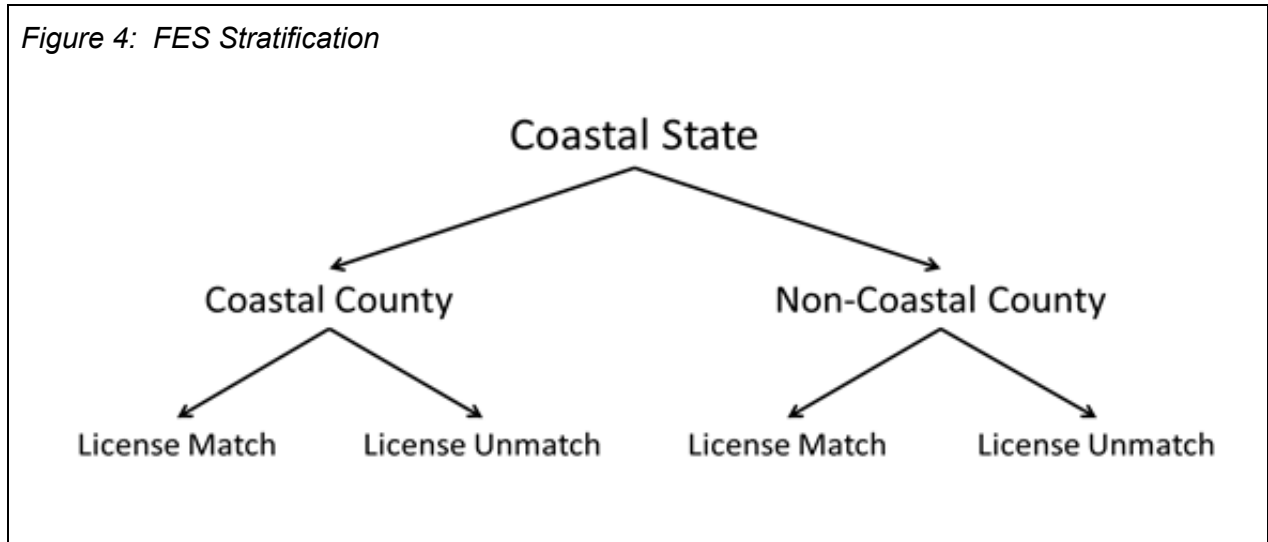 Figure 4:  FES Stratification
Coastal State
Coastal County Non-Coastal County
License Match License Unmatch License Match License Unmatch